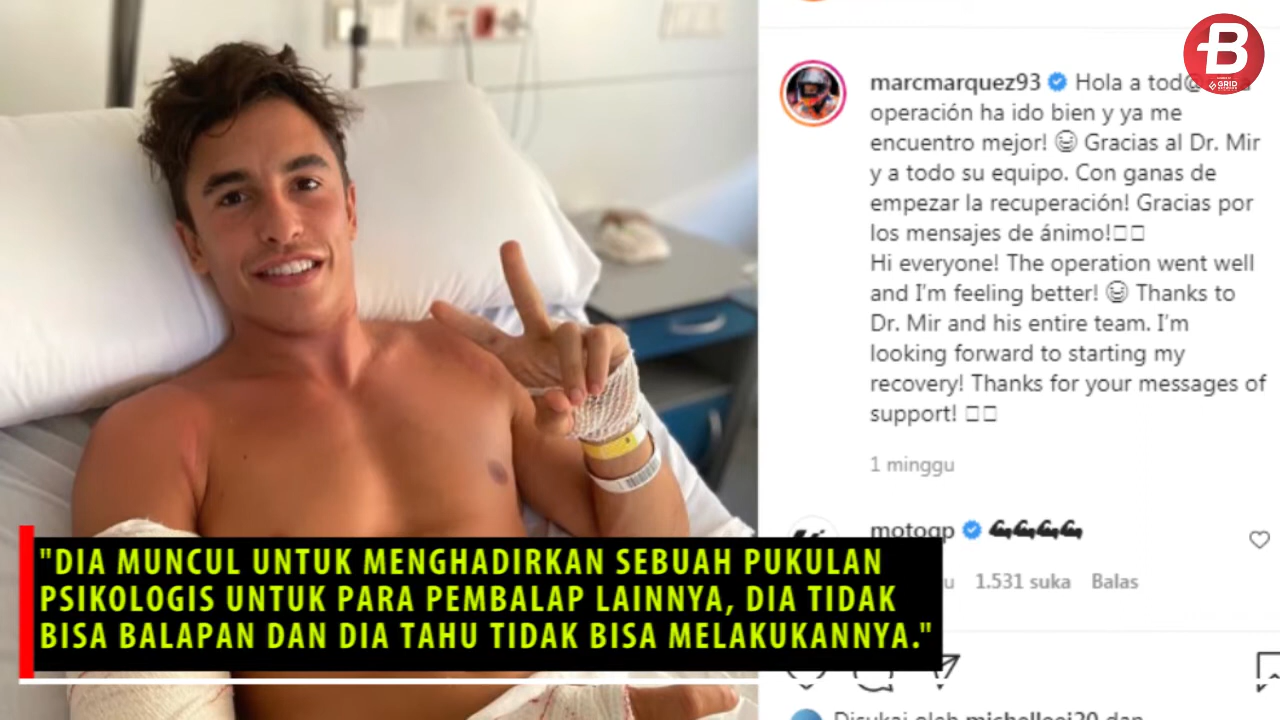 B
GRID
marcmarquez93 Hola a tod@
operación ha ido bien y ya me
encuentro mejor! 😃 Gracias al Dr. Mir
y a todo su equipo. Con ganas de
empezar la recuperación! Gracias por
los mensajes de ánimo!□□
Hi everyone! The operation went well
and I’m feeling better! 😃 Thanks to
Dr. Mir and his entire team. I’m
looking forward to starting my
recovery! Thanks for your messages of
support! □□
1 minggu
motogp
1.531 suka Balas
"DIA MUNCUL UNTUK MENGHADIRKAN SEBUAH PUKULAN
PSIKOLOGIS UNTUK PARA PEMBALAP LAINNYA, DIA TIDAK
BISA BALAPAN DAN DIA TAHU TIDAK BISA MELAKUKANNYA."
Disukai oleh dan